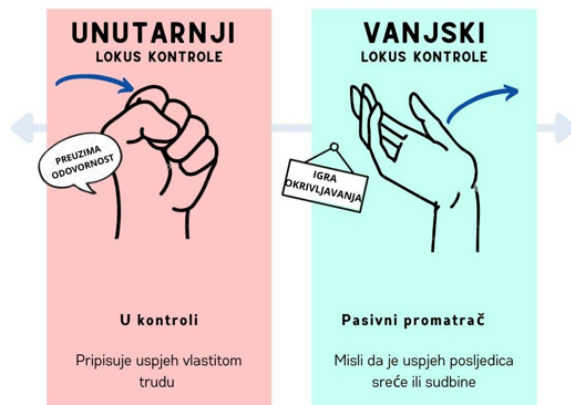 UNUTARNJI
LOKUS KONTROLE
PREUZIMA
ODOVORNOST
U kontroli
Pripisuje uspjeh vlastitom
trudu
VANJSKI
LOKUS KONTROLE
IGRA
OKRIVLJAVANJA
Pasivni promatrač
Misli da je uspjeh posljedica
sreće ili sudbine